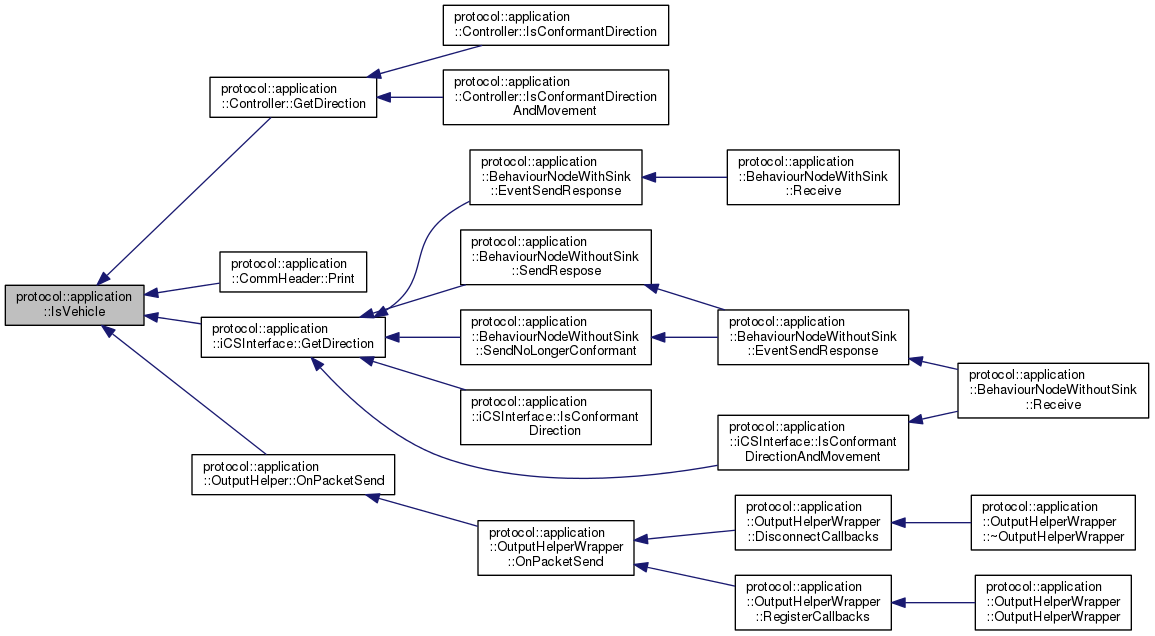 protocol::application
::Controller::IsConformantDirection
protocol::application
::Controller::GetDirection
protocol::application
::Controller::IsConformantDirection
AndMovement
protocol::application
::BehaviourNodeWithSink
::EventSendResponse
protocol::application
::BehaviourNodeWithSink
::Receive
protocol::application
::BehaviourNodeWithoutSink
::SendRespose
protocol::application
::CommHeader::Print
protocol::application
::IsVehicle
protocol::application
::iCSInterface::GetDirection
protocol::application
::BehaviourNodeWithoutSink
::SendNoLongerConformant
protocol::application
::BehaviourNodeWithoutSink
::EventSendResponse
protocol::application
::BehaviourNodeWithoutSink
::Receive
protocol::application
::iCSInterface::IsConformant
Direction
protocol::application
::iCSInterface::IsConformant
DirectionAndMovement
protocol::application
::OutputHelper::OnPacketSend
protocol::application
::OutputHelperWrapper
::OnPacketSend
protocol::application
::OutputHelperWrapper
::DisconnectCallbacks
protocol::application
::OutputHelperWrapper
::~OutputHelperWrapper
protocol::application
::OutputHelperWrapper
::RegisterCallbacks
protocol::application
::OutputHelperWrapper
::OutputHelperWrapper